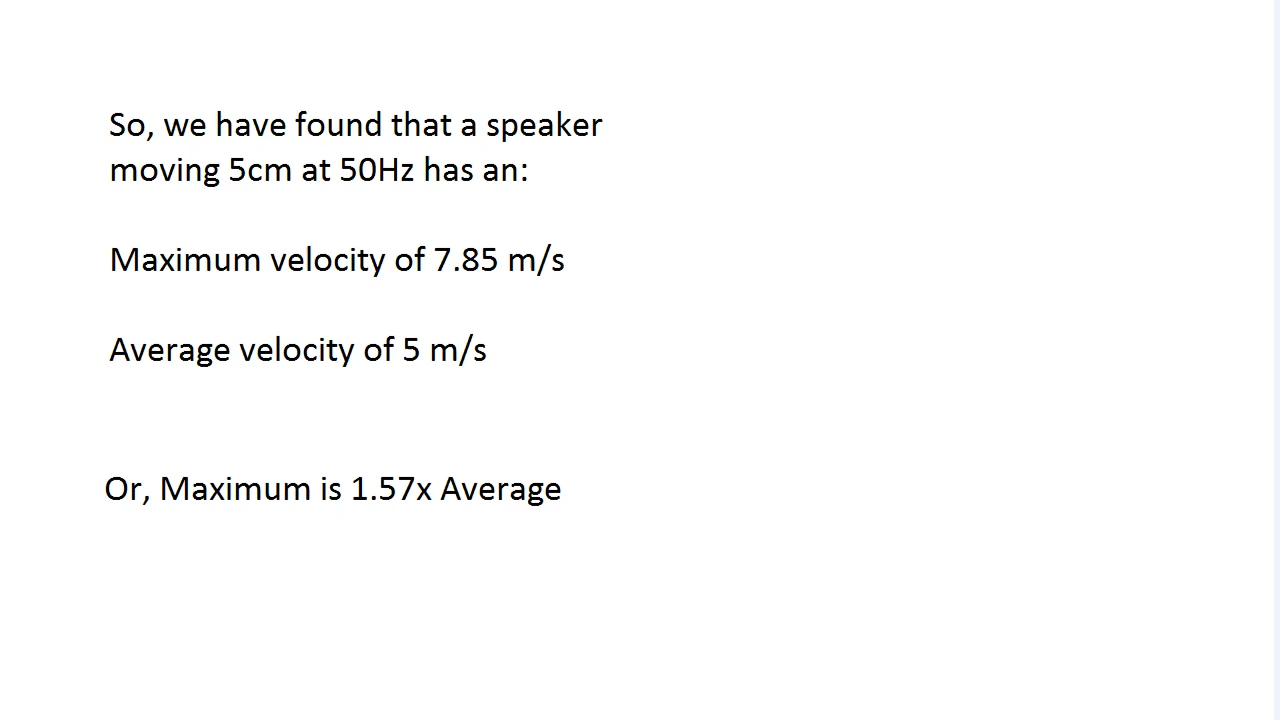 So, we have found that a speaker
moving 5cm at 50Hz has an:
Maximum velocity of 7.85 m/s
Average velocity of 5 m/s
Or, Maximum is 1.57x Average